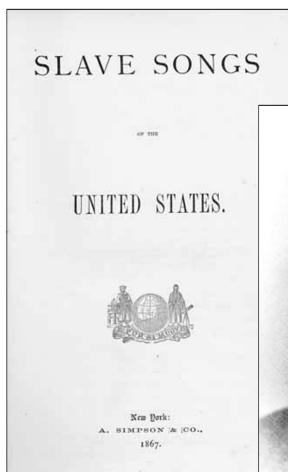 SLAVE SONGS
OF THE
UNITED STATES.
New York:
A. SIMPSON & CO.,
1867.